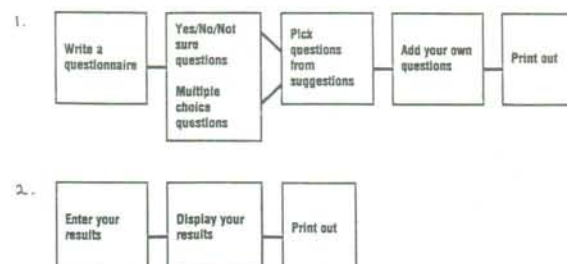 1.
Write a
questionnaire
Yes/No/Not
sure
questions
Multiple
choice
questions
Pick
questions
from
suggestions
Add your own
questions
Print out
2.
Enter your
results
Display your
results
Print out